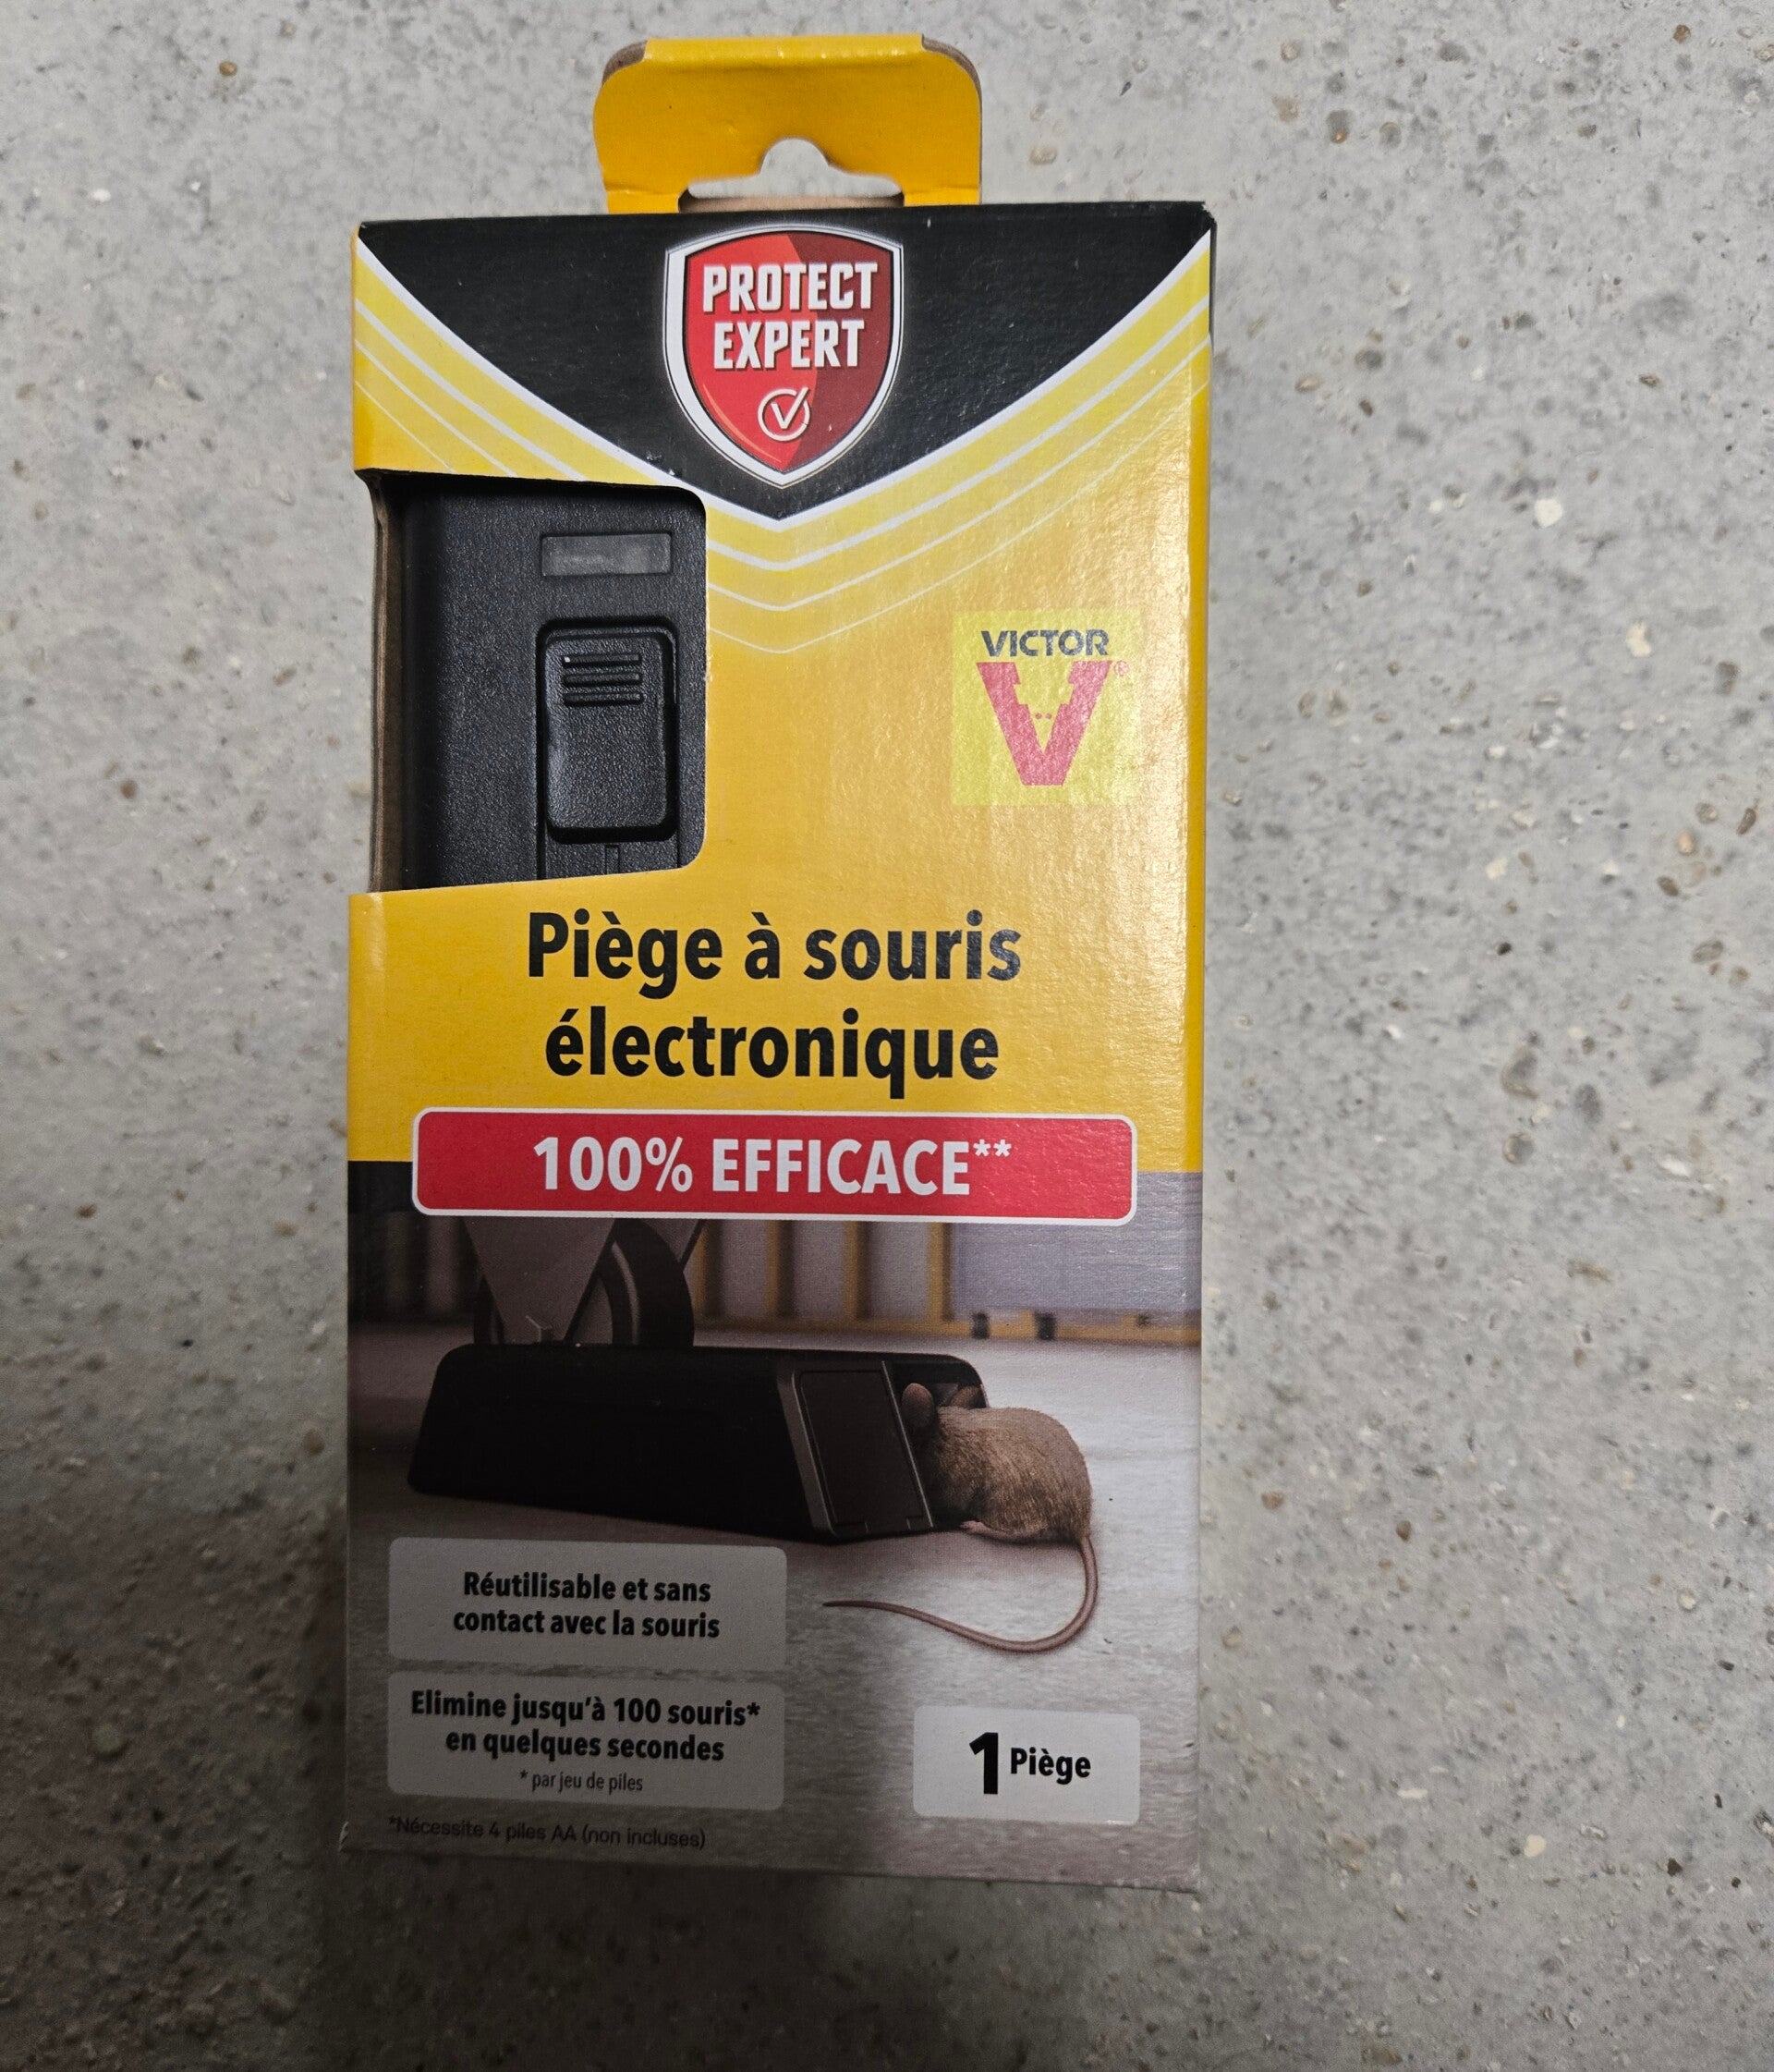 PROTECT
EXPERT
VICTOR
V®
Piège à souris
électronique
100% EFFICACE**
Réutilisable et sans
contact avec la souris
Elimine jusqu'à 100 souris*
en quelques secondes
* par jeu de piles
1 Piège
*Nécessite 4 piles AA (non incluses)